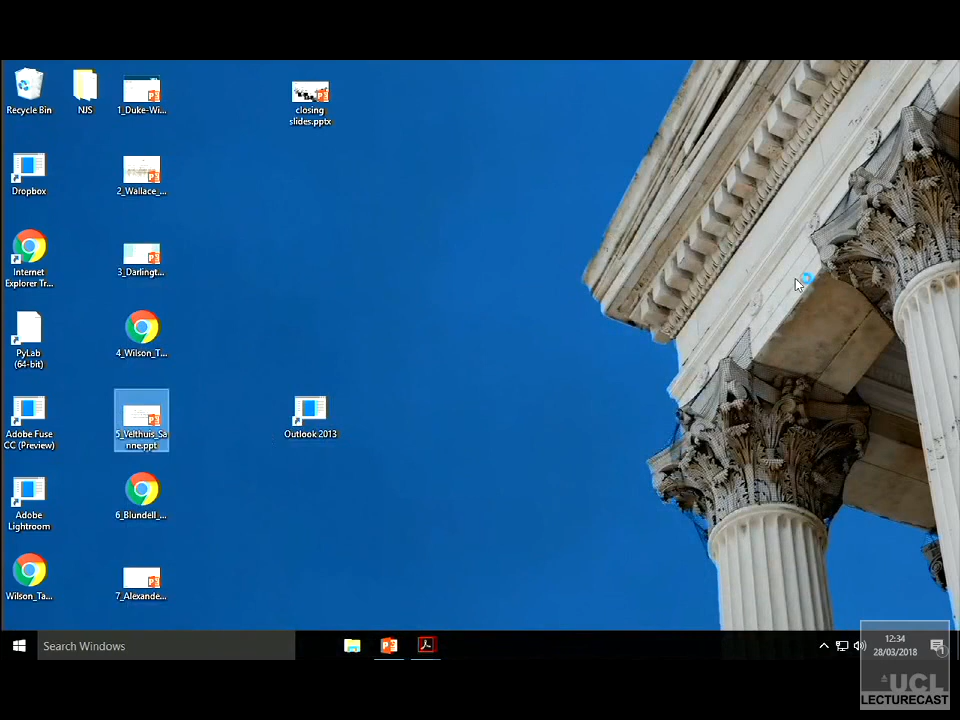 Recycle Bin
NJS
1_Duke-Wi...
closing
slides.pptx
Dropbox
2_Wallace_...
Internet
Explorer Tr...
3_Darlingt...
PyLab
(64-bit)
4_Wilson_T...
Adobe Fuse
CC (Preview)
5_Velthuis_Sa
nne.ppt
Outlook 2013
Adobe
Lightroom
6_Blundell_...
Wilson_Ta...
7_Alexande...
Search Windows
12:34
28/03/2018
1
UCL
LECTURECAST